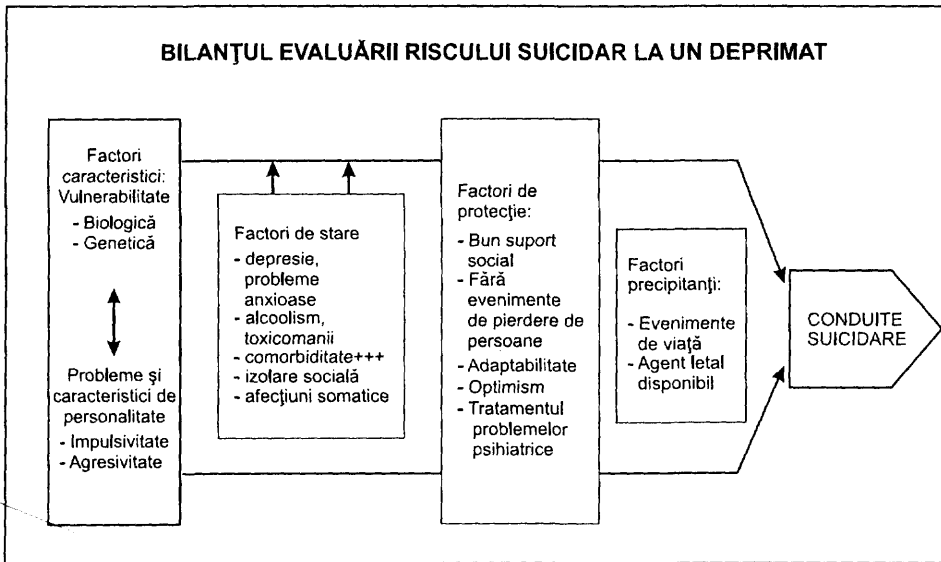 BILANŢUL EVALUĂRII RISCULUI SUICIDAR LA UN DEPRIMAT
Factori
caracteristici:
Vulnerabilitate
- Biologică
- Genetică
Probleme şi
caracteristici de
personalitate
- Impulsivitate
- Agresivitate
Factori de stare
- depresie,
probleme
anxioase
- alcoolism,
toxicomanii
- comorbiditate+++
- izolare socială
- afecţiuni somatice
Factori de
protecţie:
- Bun suport
social
- Fără
evenimente
de pierdere de
persoane
- Adaptabilitate
- Optimism
- Tratamentul
problemelor
psihiatrice
Factori
precipitanţi:
- Evenimente
de viaţă
- Agent letal
disponibil
CONDUITE
SUICIDARE